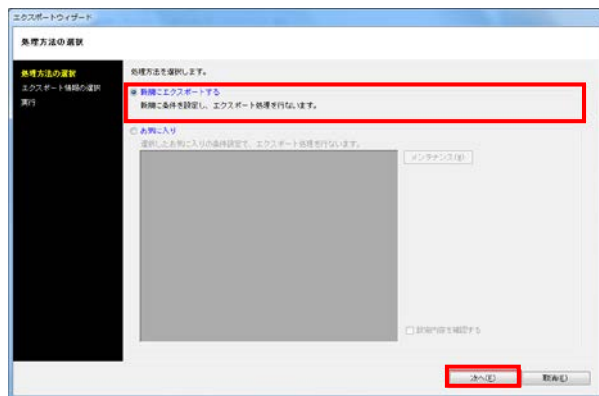 エクスポートウィザード
処理方法の選択
処理方法の選択
エクスポート情報の選択
実行
処理方法を選択します。
新規にエクスポートする
新規に条件を設定し、エクスポート処理を行ないます。
お気に入り
選択したお気に入りの条件設定で、エクスポート処理を行ないます。
メンテナンス(M)
設定内容を確認する
次へ(E)
取消(L)